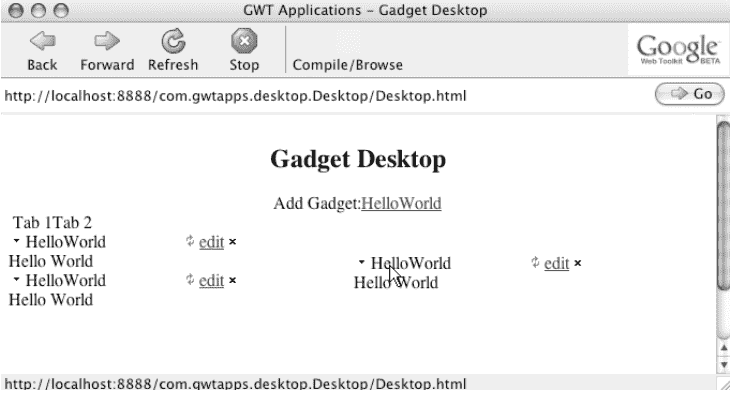 GWT Applications – Gadget Desktop
Back Forward Refresh Stop Compile/Browse
Google
Web Toolkit BETA
http://localhost:8888/com.gwtapps.desktop.Desktop/Desktop.html Go
Gadget Desktop
Add Gadget:HelloWorld
Tab 1Tab 2
HelloWorld edit
Hello World
HelloWorld edit
Hello World
HelloWorld edit
Hello World
http://localhost:8888/com.gwtapps.desktop.Desktop/Desktop.html